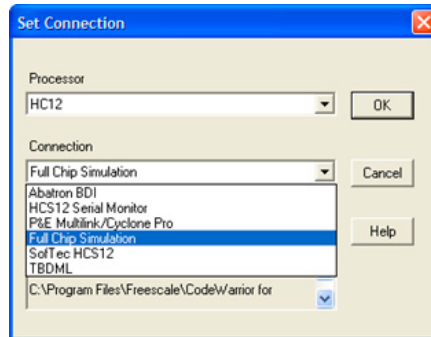 Set Connection
Processor
HC12
OK
Connection
Full Chip Simulation
Cancel
Abatron BDI
HCS12 Serial Monitor
P&E Multilink/Cyclone Pro
Full Chip Simulation
Help
SofTec HCS12
TBDML
C:\Program Files\Freescale\CodeWarrior for